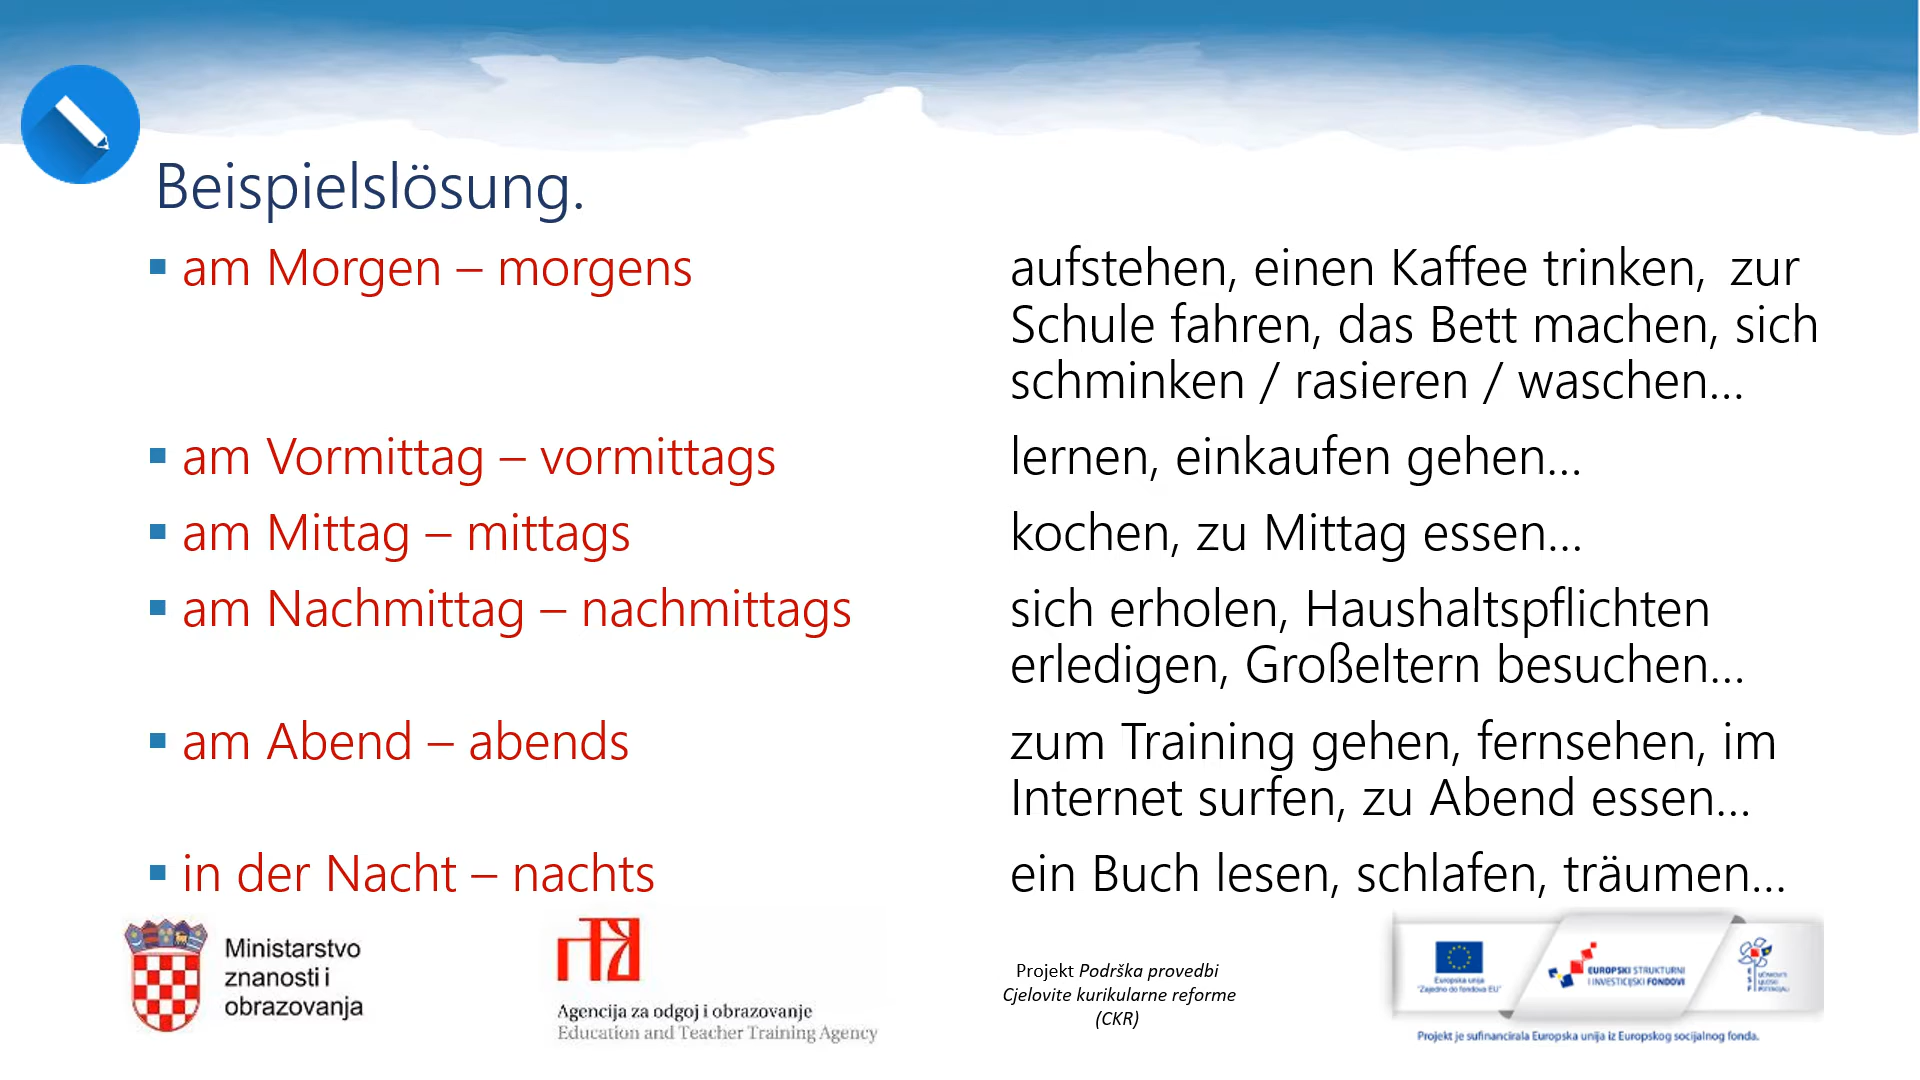 Beispielslösung.
am Morgen – morgens
aufstehen, einen Kaffee trinken, zur
Schule fahren, das Bett machen, sich
schminken / rasieren / waschen...
am Vormittag – vormittags
lernen, einkaufen gehen...
am Mittag – mittags
kochen, zu Mittag essen...
am Nachmittag – nachmittags
sich erholen, Haushaltspflichten
erledigen, Großeltern besuchen...
am Abend – abends
zum Training gehen, fernsehen, im
Internet surfen, zu Abend essen...
in der Nacht – nachts
ein Buch lesen, schlafen, träumen...
Ministarstvo
znanosti i
obrazovanja
Agencija za odgoj i obrazovanje
Education and Teacher Training Agency
Projekt Podrška provedbi
Cjelovite kurikularne reforme
(CKR)
Europska unija
"Zajedno do fondova EU"
EUROPSKI STRUKTURNI
I INVESTICIJSKI FONDOVI
Projekt je sufinancirala Europska unija iz Europskog socijalnog fonda.